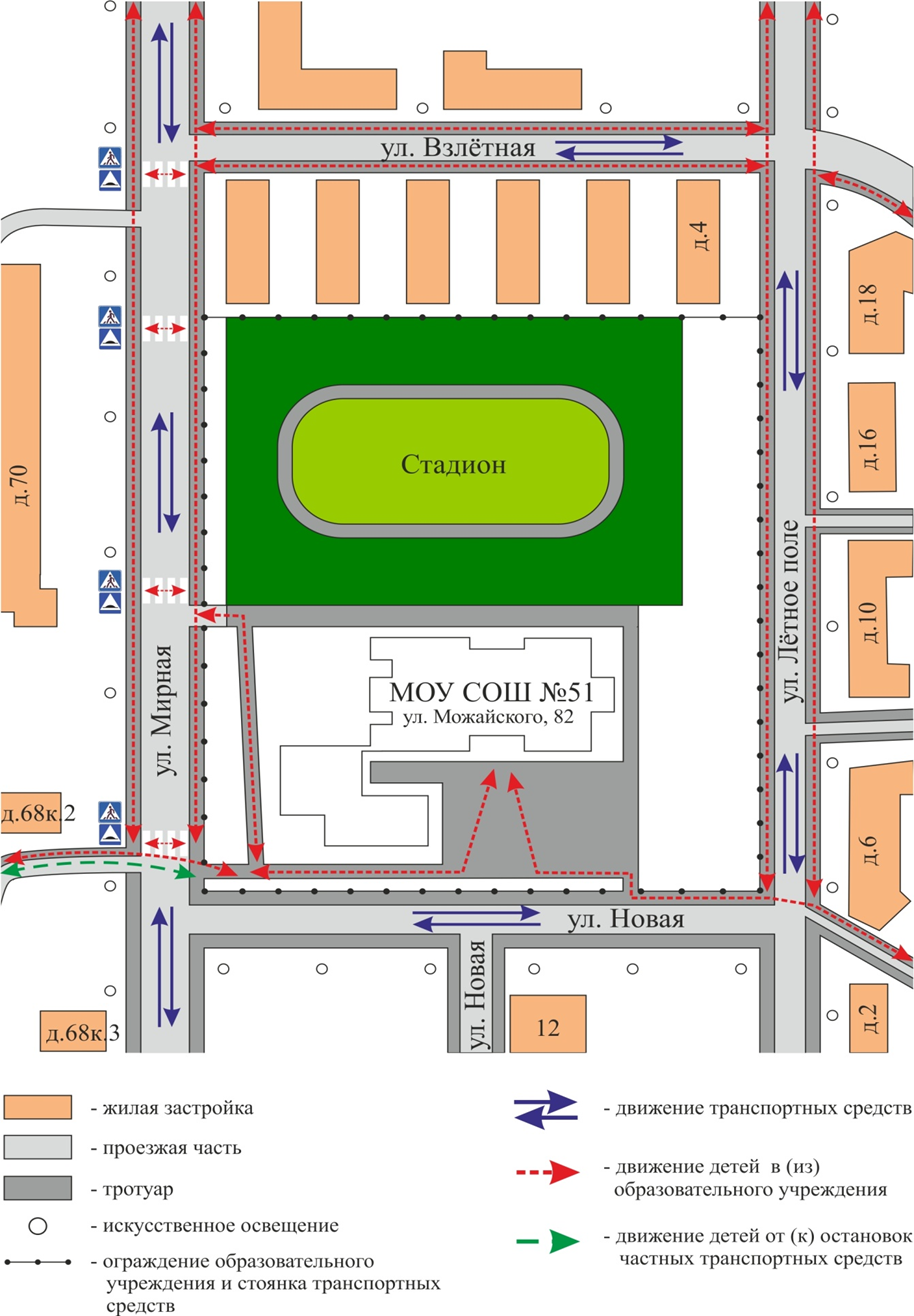 ул. Взлётная
д.4
д.18
Стадион
д.16
д.70
ул. Лётное поле
д.10
МОУ СОШ №51
ул. Можайского, 82
ул. Мирная
д.68к.2
д.6
ул. Новая
ул. Новая
12
д.2
д.68к.3
- жилая застройка
- проезжая часть
- тротуар
- искусственное освещение
- ограждение образовательного
учреждения и стоянка транспортных
средств
- движение транспортных средств
- движение детей в (из)
образовательного учреждения
- движение детей от (к) остановок
частных транспортных средств